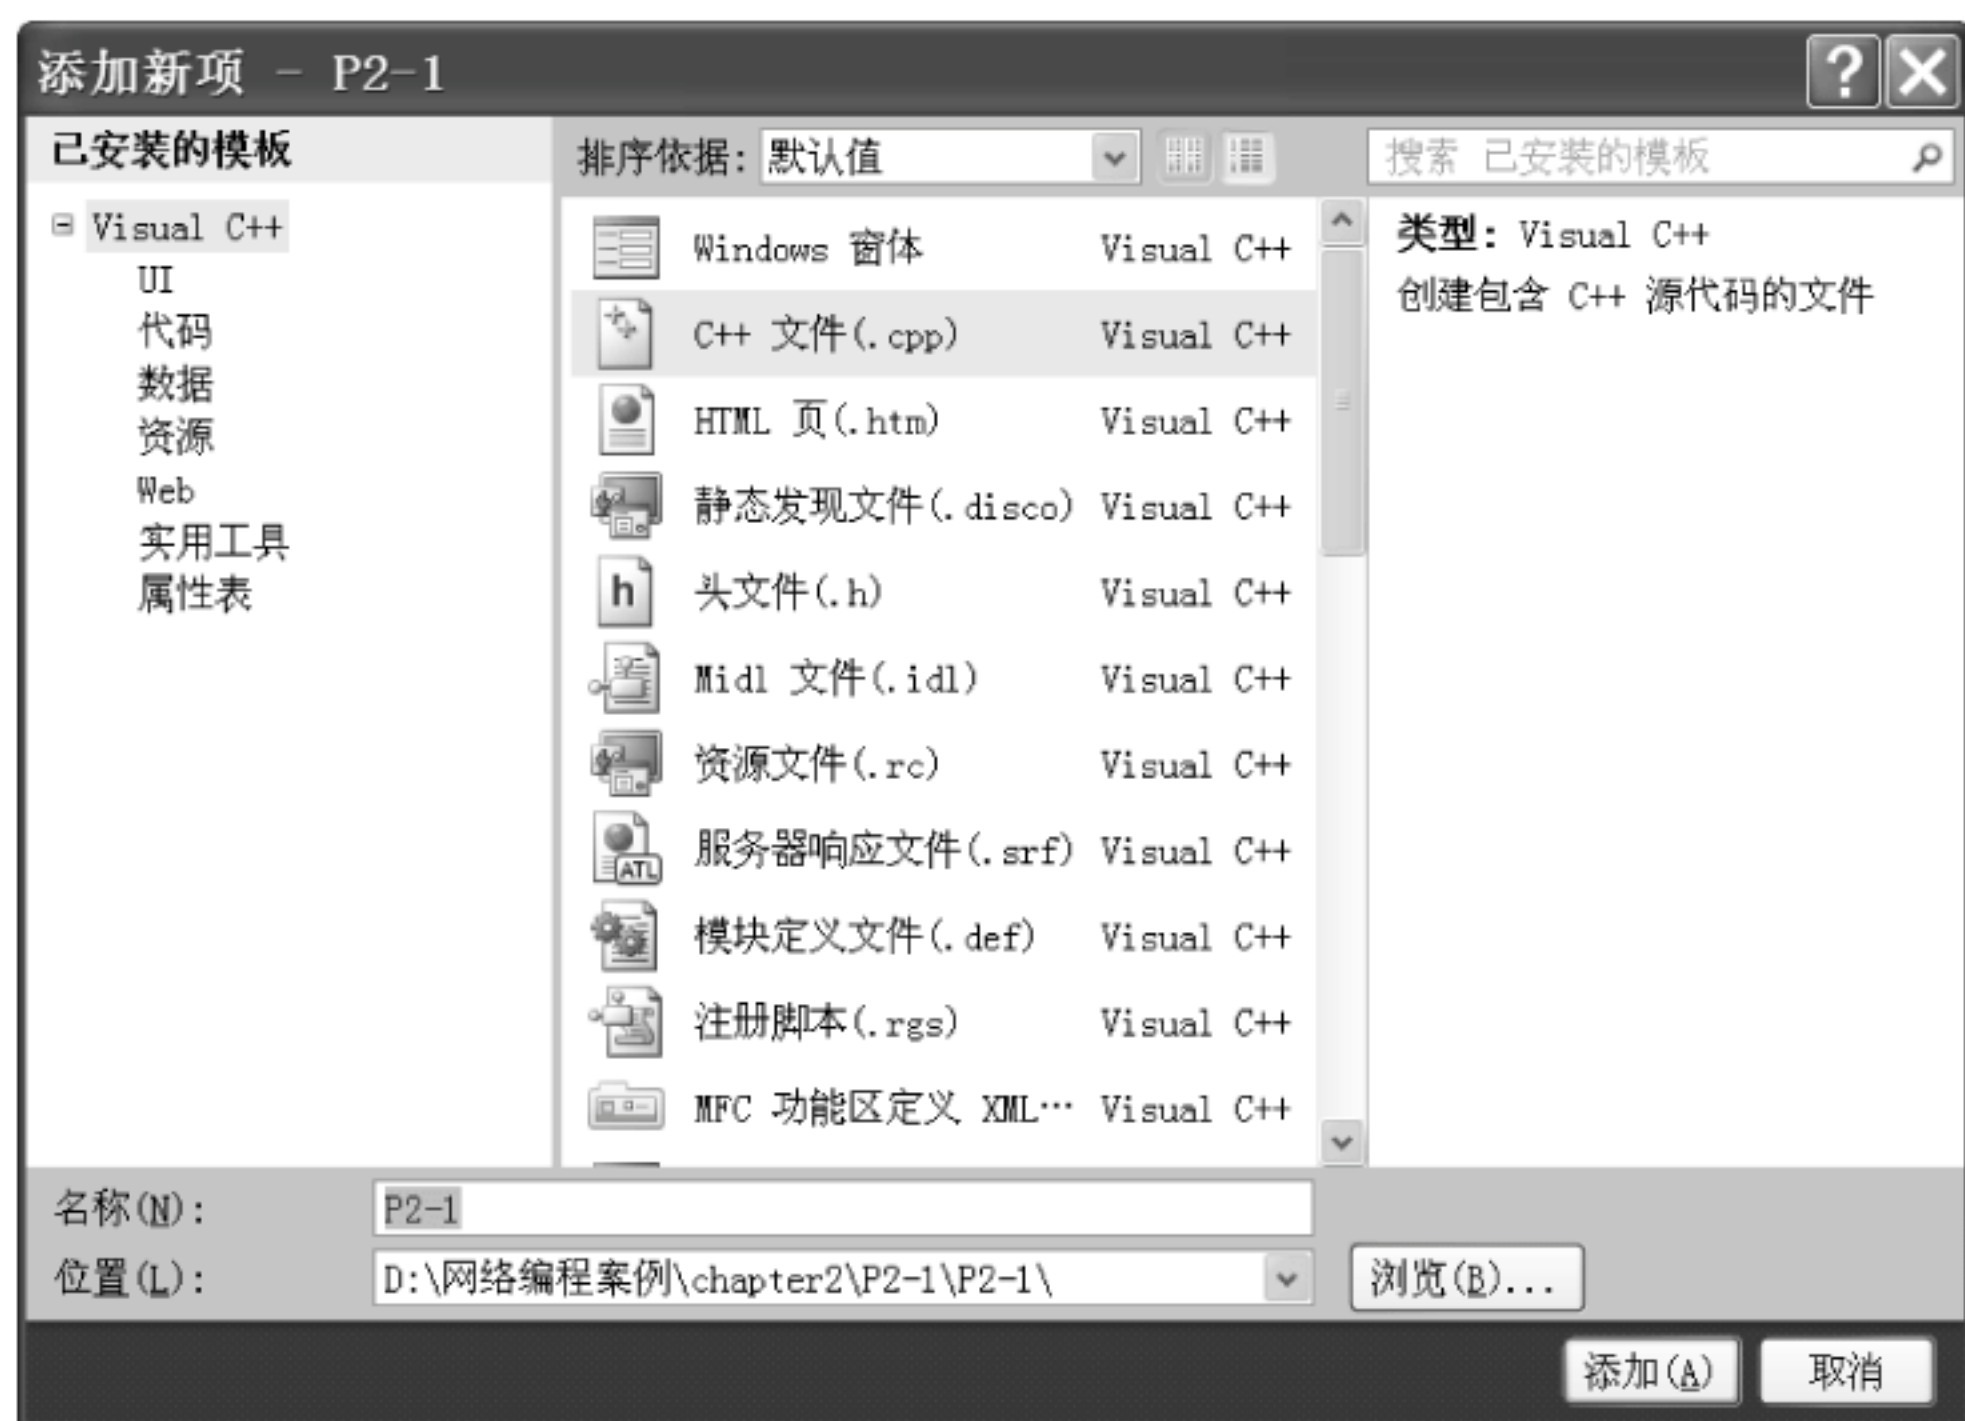 添加新项 - P2-1
已安装的模板
排序依据: 默认值
搜索 已安装的模板
Visual C++
UI
代码
数据
资源
Web
实用工具
属性表
Windows 窗体 Visual C++
C++ 文件(.cpp) Visual C++
HTML 页(.htm) Visual C++
静态发现文件(.disco) Visual C++
h 头文件(.h) Visual C++
Midl 文件(.idl) Visual C++
资源文件(.rc) Visual C++
ATL 服务器响应文件(.srf) Visual C++
模块定义文件(.def) Visual C++
注册脚本(.rgs) Visual C++
MFC 功能区定义 XML… Visual C++
类型: Visual C++
创建包含 C++ 源代码的文件
名称(N): P2-1
位置(L): D:\网络编程案例\chapter2\P2-1\P2-1\ 浏览(B)...
添加(A) 取消